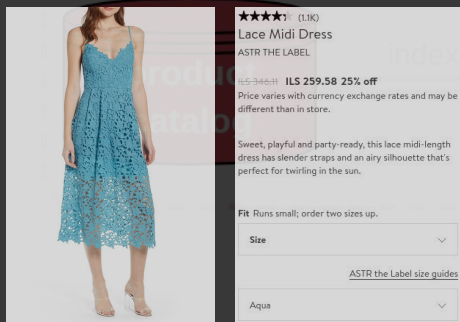 (1.1K)
Lace Midi Dress
ASTR THE LABEL
ILS 346.11 ILS 259.58 25% off
Price varies with currency exchange rates and may be
different than in store.
Sweet, playful and party-ready, this lace midi-length
dress has slender straps and an airy silhouette that's
perfect for twirling in the sun.
Fit Runs small; order two sizes up.
Size
ASTR the Label size guides
Aqua
Product
catalog
index